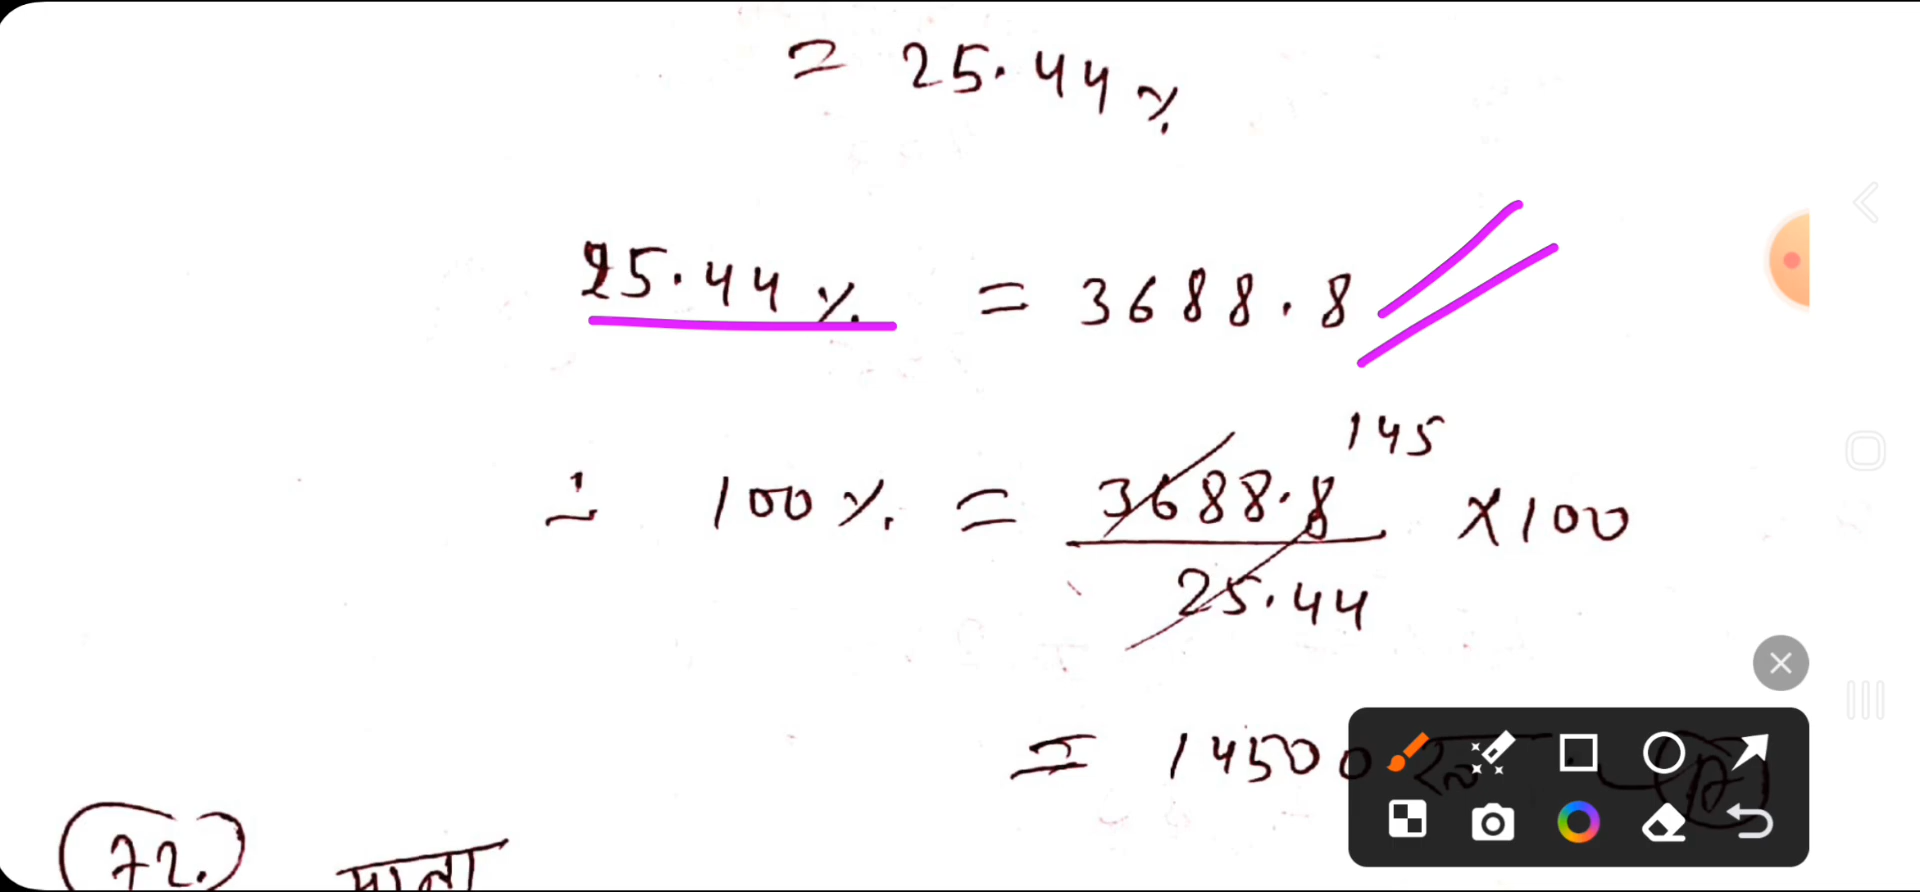 = 25.44%
25.44% = 3688.8
∴ 100% = 3688.8 / 25.44 × 100
145
= 14500
72. माना